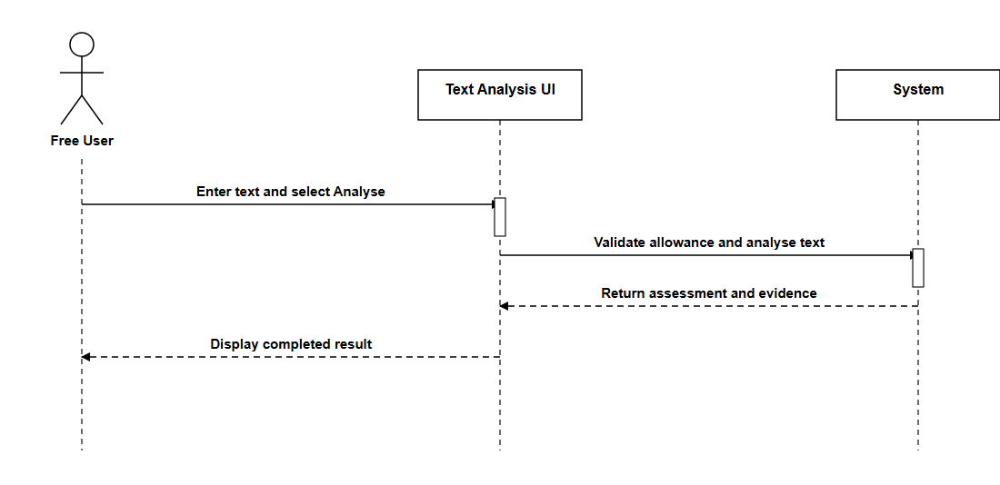 Text Analysis UI
System
Free User
Enter text and select Analyse
Validate allowance and analyse text
Return assessment and evidence
Display completed result